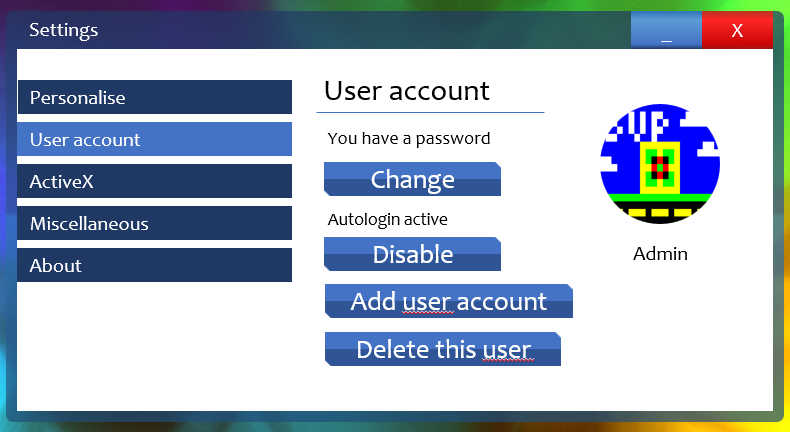 Settings
_
X
Personalise
User account
ActiveX
Miscellaneous
About
User account
You have a password
Change
Autologin active
Disable
Add user account
Delete this user
SUP
Admin